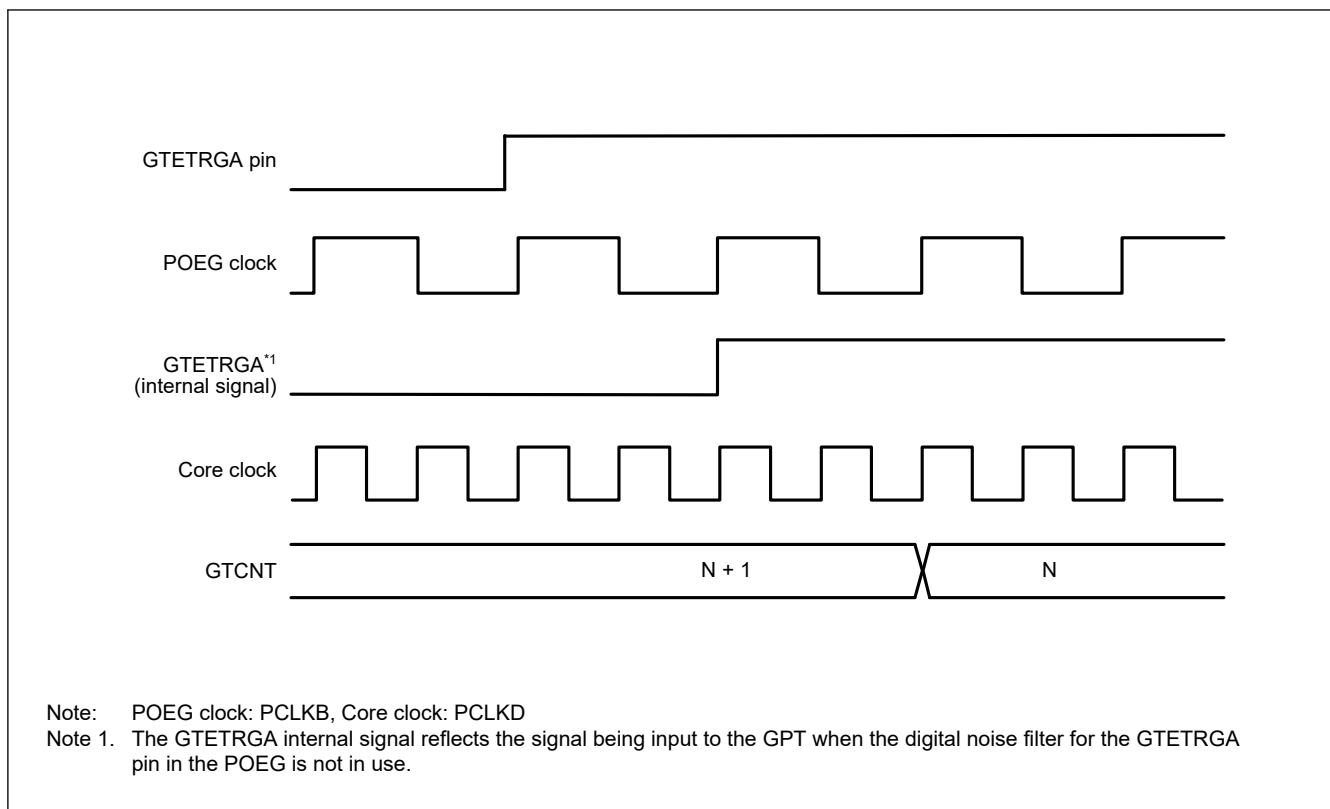 GTETRGA pin
POEG clock
GTETRGA*1
(internal signal)
Core clock
GTCNT
N + 1
N
Note: POEG clock: PCLKB, Core clock: PCLKD
Note 1. The GTETRGA internal signal reflects the signal being input to the GPT when the digital noise filter for the GTETRGA
pin in the POEG is not in use.